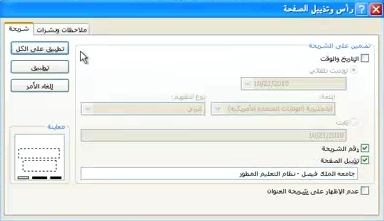 رأس وتذييل الصفحة
شريحة
ملاحظات ونشرات
تضمين على الشريحة
التاريخ والوقت
توقيت تلقائي
10/21/2010
اللغة:
نوع التقويم:
الإنجليزية (الولايات المتحدة الأمريكية)
غربي
ثابت
10/21/2010
رقم الشريحة
تذييل الصفحة
جامعة الملك فيصل - نظام التعليم المطور
عدم الإظهار على شريحة العنوان
تطبيق على الكل
تطبيق
إلغاء الأمر
معاينة